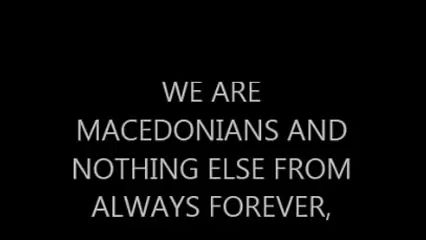 WE ARE
MACEDONIANS AND
NOTHING ELSE FROM
ALWAYS FOREVER,